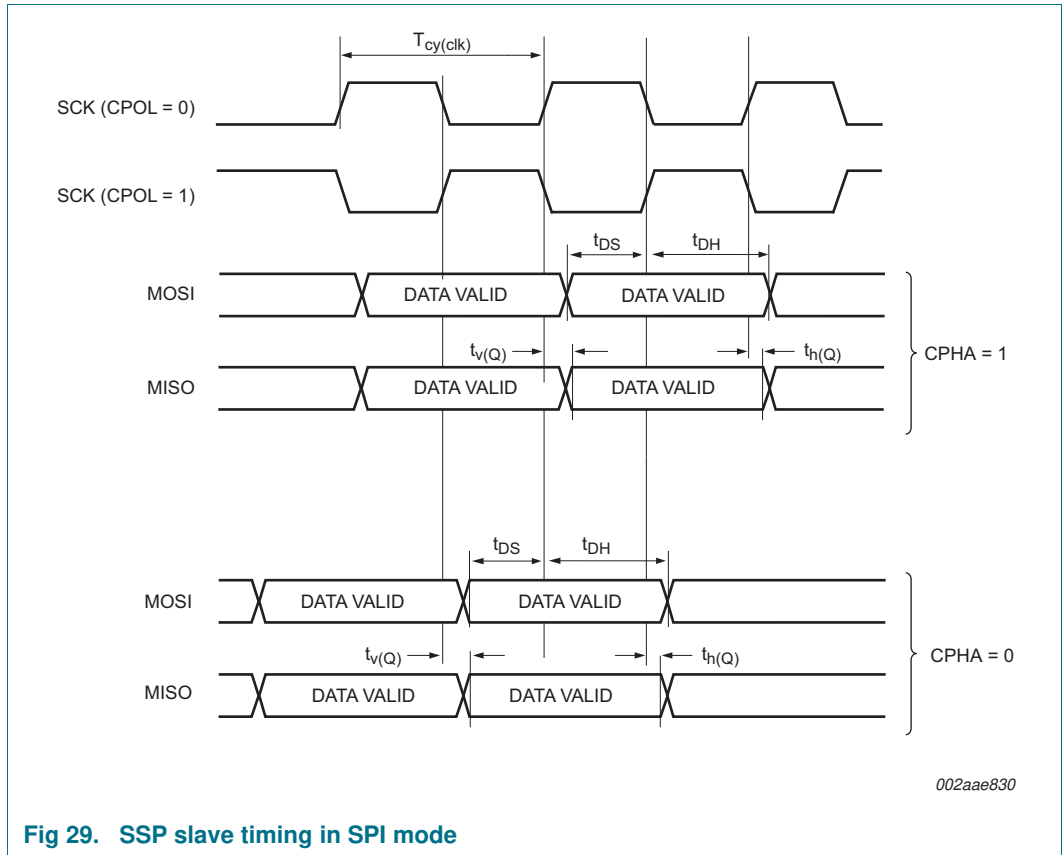 Tcy(clk)
SCK (CPOL = 0)
SCK (CPOL = 1)
tDS tDH
MOSI DATA VALID DATA VALID
tv(Q) th(Q)
CPHA = 1
MISO DATA VALID DATA VALID
tDS tDH
MOSI DATA VALID DATA VALID
tv(Q) th(Q)
CPHA = 0
MISO DATA VALID DATA VALID
002aae830
Fig 29. SSP slave timing in SPI mode